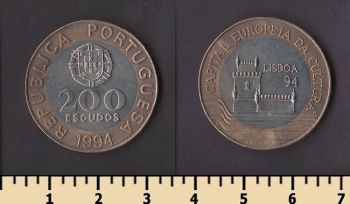 REPUBLICA PORTUGUESA
200
ESCUDOS
1994
CAPITAL EUROPEIA DA CULTURA
LISBOA
94
1 2 3 4 5 6 7